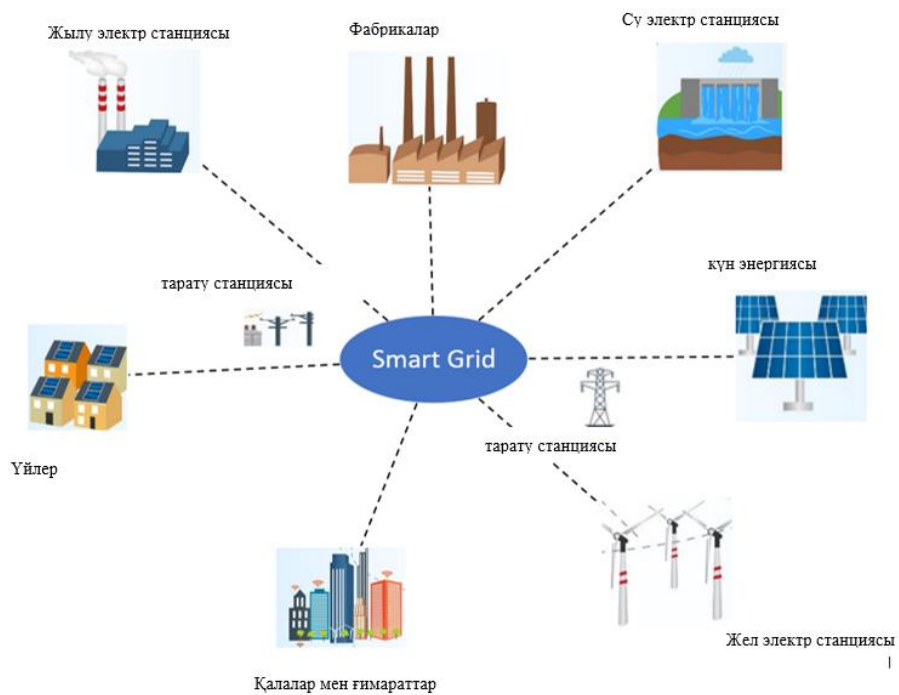 Жылу электр станциясы
Фабрикалар
Су электр станциясы
тарату станциясы
күн энергиясы
Smart Grid
тарату станциясы
Үйлер
Жел электр станциясы
Қалалар мен ғимараттар